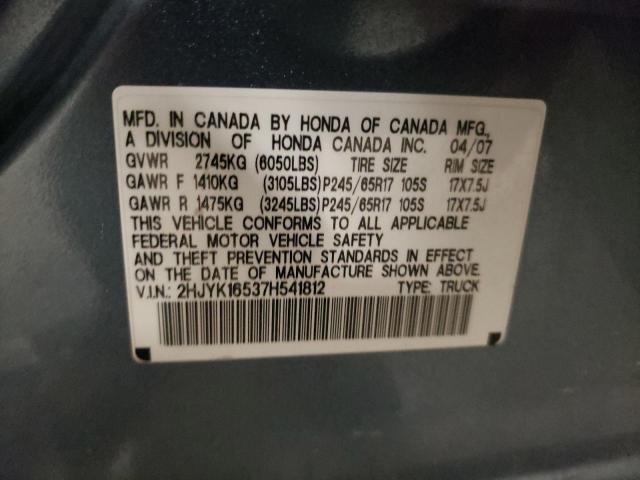 MFD. IN CANADA BY HONDA OF CANADA MFG.,
A DIVISION OF HONDA CANADA INC. 04/07
GVWR 2745KG (6050LBS) TIRE SIZE RIM SIZE
GAWR F 1410KG (3105LBS) P245/65R17 105S 17X7.5J
GAWR R 1475KG (3245LBS) P245/65R17 105S 17X7.5J
THIS VEHICLE CONFORMS TO ALL APPLICABLE
FEDERAL MOTOR VEHICLE SAFETY
AND THEFT PREVENTION STANDARDS IN EFFECT
ON THE DATE OF MANUFACTURE SHOWN ABOVE.
V.I.N.: 2HJYK16537H541812 TYPE: TRUCK